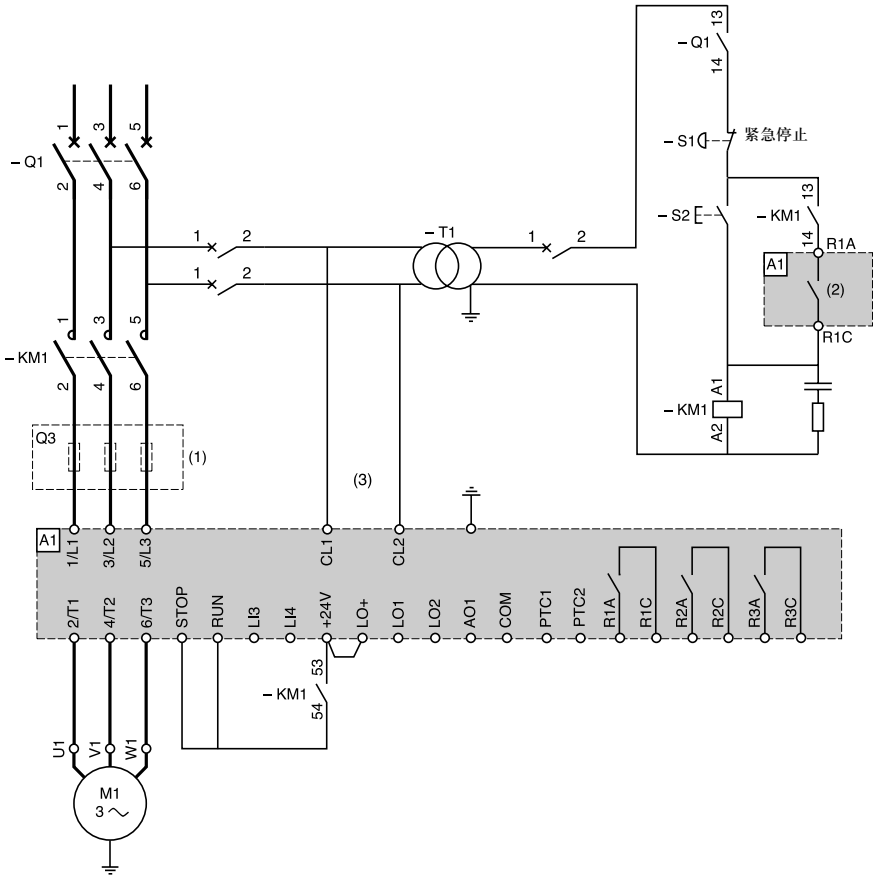 13
– Q1
14
1 3 5
– S1 紧急停止
– Q1
2 4 6
– S2
13
– KM1
14
1 2
1 2
– T1
1 2
R1A
A1
(2)
R1C
1 3 5
– KM1
2 4 6
A1
– KM1
A2
Q3
(1)
(3)
A1
1/L1 3/L2 5/L3 CL1 CL2
2/T1 4/T2 6/T3 STOP RUN LI3 LI4 +24V LO+ LO1 LO2 AO1 COM PTC1 PTC2 R1A R1C R2A R2C R3A R3C
53
– KM1
54
U1 V1 W1
M1
3